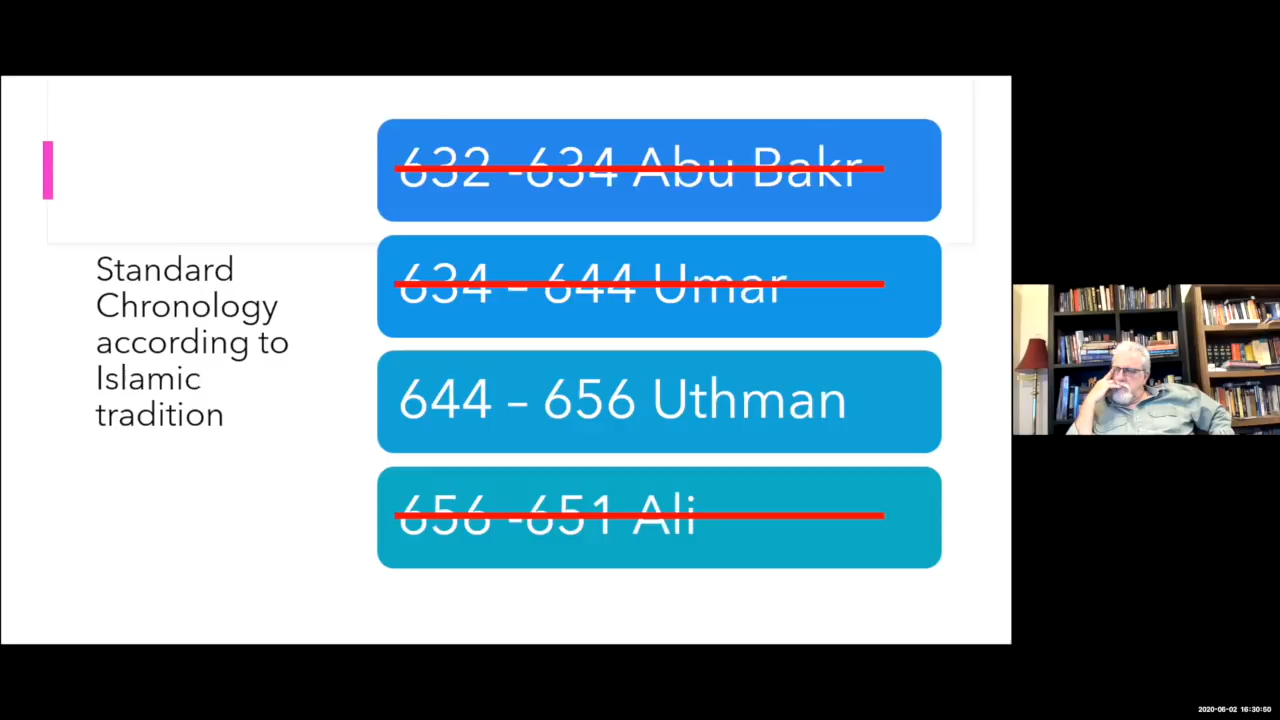 632 -634 Abu Bakr
634 – 644 Umar
644 – 656 Uthman
656 -651 Ali
Standard
Chronology
according to
Islamic
tradition
2020-06-02 16:30:50